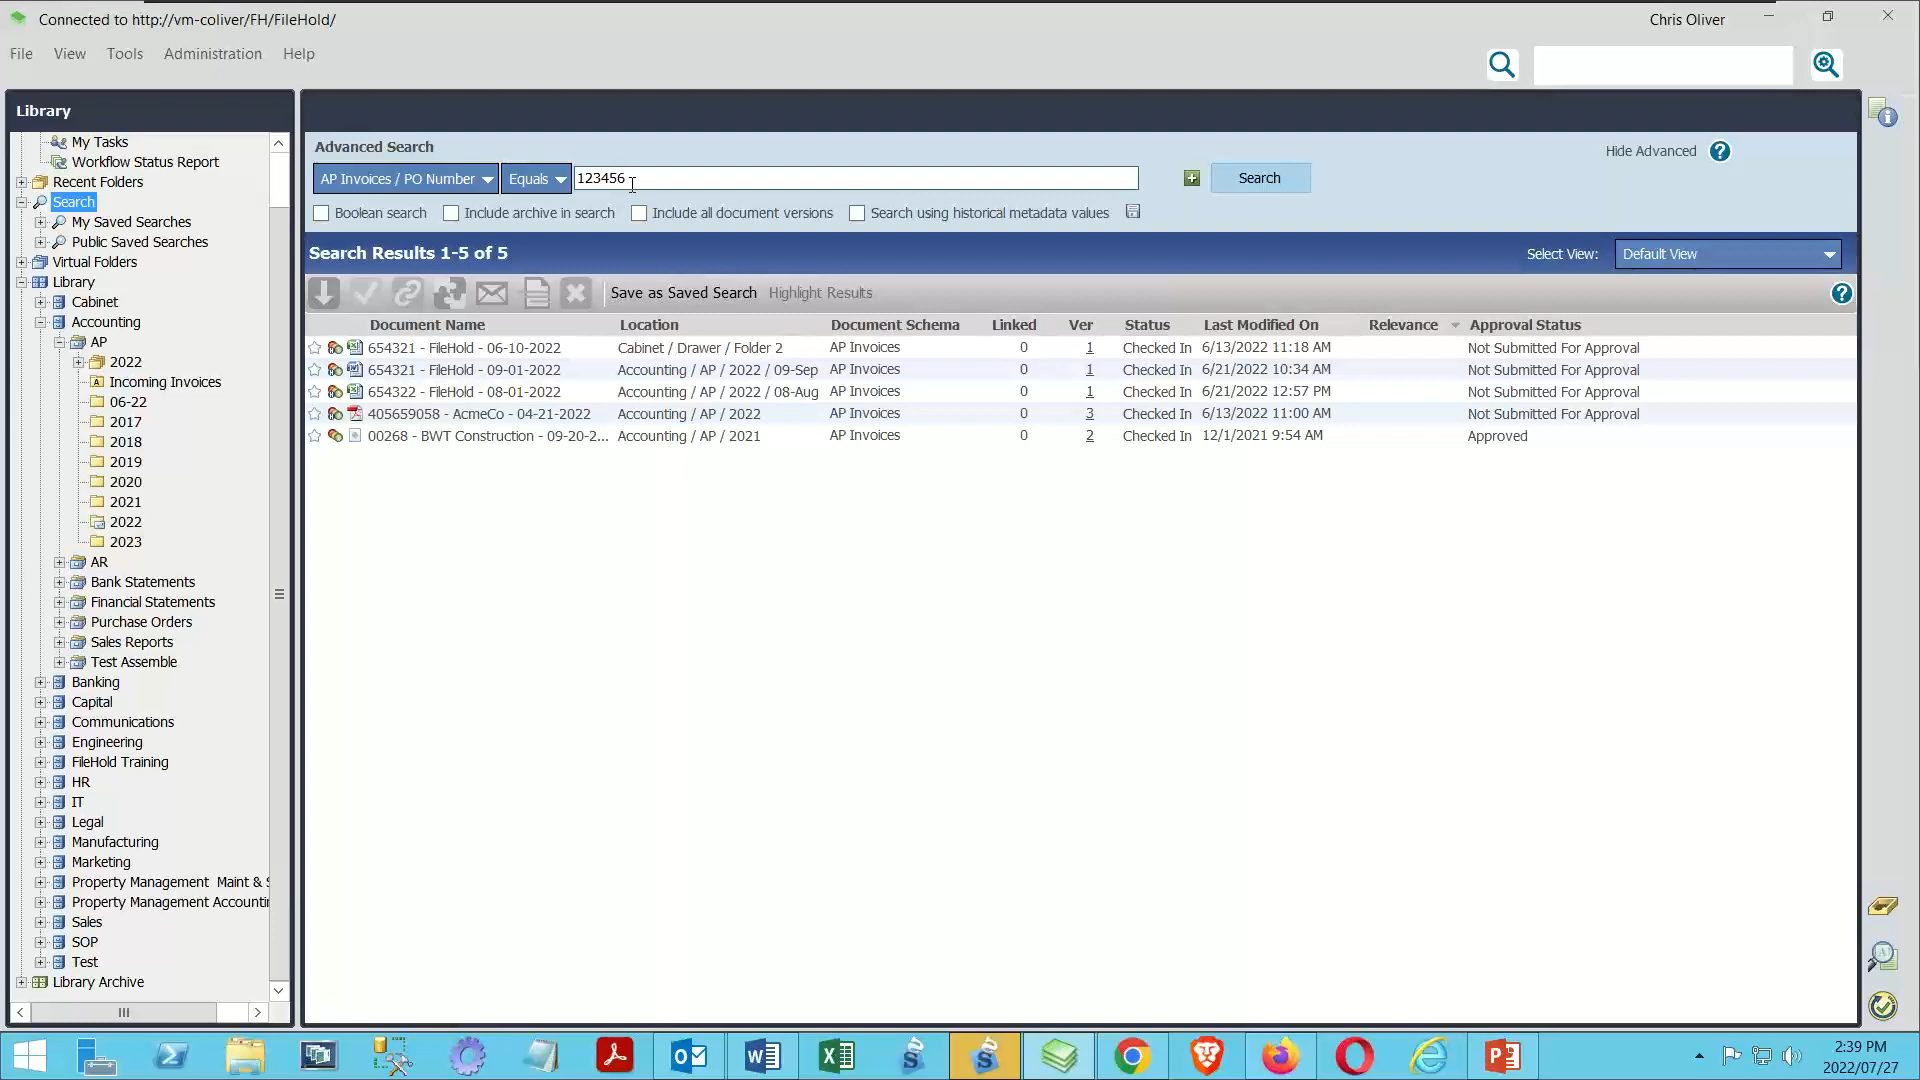 Connected to http://vm-coliver/FH/FileHold/
Chris Oliver
File View Tools Administration Help
Library
My Tasks
Workflow Status Report
Recent Folders
Search
My Saved Searches
Public Saved Searches
Virtual Folders
Library
Cabinet
Accounting
AP
2022
Incoming Invoices
06-22
2017
2018
2019
2020
2021
2022
2023
AR
Bank Statements
Financial Statements
Purchase Orders
Sales Reports
Test Assemble
Banking
Capital
Communications
Engineering
FileHold Training
HR
IT
Legal
Manufacturing
Marketing
Property Management Maint &
Property Management Accounti
Sales
SOP
Test
Library Archive
Advanced Search
Hide Advanced
AP Invoices / PO Number Equals 123456 Search
Boolean search Include archive in search Include all document versions Search using historical metadata values
Search Results 1-5 of 5
Select View: Default View
Save as Saved Search Highlight Results
Document Name Location Document Schema Linked Ver Status Last Modified On Relevance Approval Status
654321 - FileHold - 06-10-2022 Cabinet / Drawer / Folder 2 AP Invoices 0 1 Checked In 6/13/2022 11:18 AM Not Submitted For Approval
654321 - FileHold - 09-01-2022 Accounting / AP / 2022 / 09-Sep AP Invoices 0 1 Checked In 6/21/2022 10:34 AM Not Submitted For Approval
654322 - FileHold - 08-01-2022 Accounting / AP / 2022 / 08-Aug AP Invoices 0 1 Checked In 6/21/2022 12:57 PM Not Submitted For Approval
405659058 - AcmeCo - 04-21-2022 Accounting / AP / 2022 AP Invoices 0 3 Checked In 6/13/2022 11:00 AM Not Submitted For Approval
00268 - BWT Construction - 09-20-2... Accounting / AP / 2021 AP Invoices 0 2 Checked In 12/1/2021 9:54 AM Approved
2:39 PM
2022/07/27